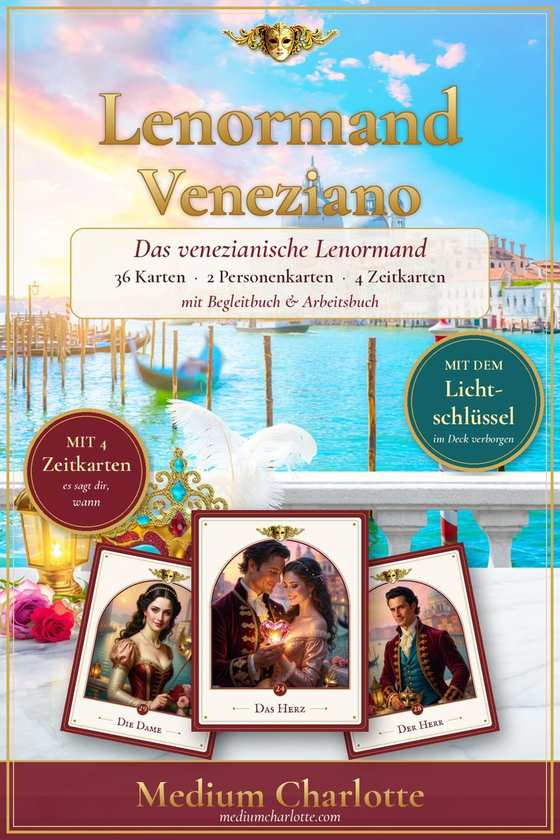 Lenormand
Veneziano
Das venezianische Lenormand
36 Karten · 2 Personenkarten · 4 Zeitkarten
mit Begleitbuch & Arbeitsbuch
MIT DEM
Licht-
schlüssel
im Deck verborgen
MIT 4
Zeitkarten
es sagt dir,
wann
29
Die Dame
24
Das Herz
28
Der Herr
Medium Charlotte
mediumcharlotte.com